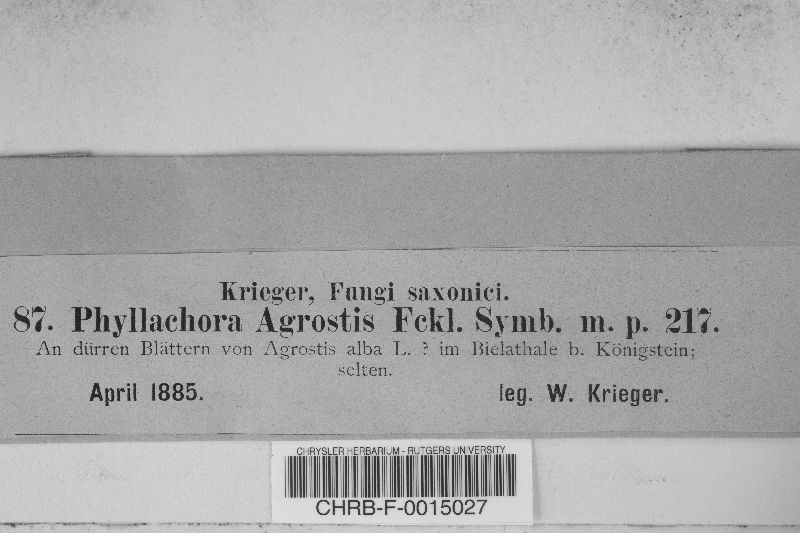 Krieger, Fungi saxonici.
87. Phyllachora Agrostis Fckl. Symb. m. p. 217.
An dürren Blättern von Agrostis alba L. ? im Bielathale b. Königstein;
selten.
April 1885. leg. W. Krieger.
CHRYSLER HERBARIUM - RUTGERS UNIVERSITY
CHRB-F-0015027